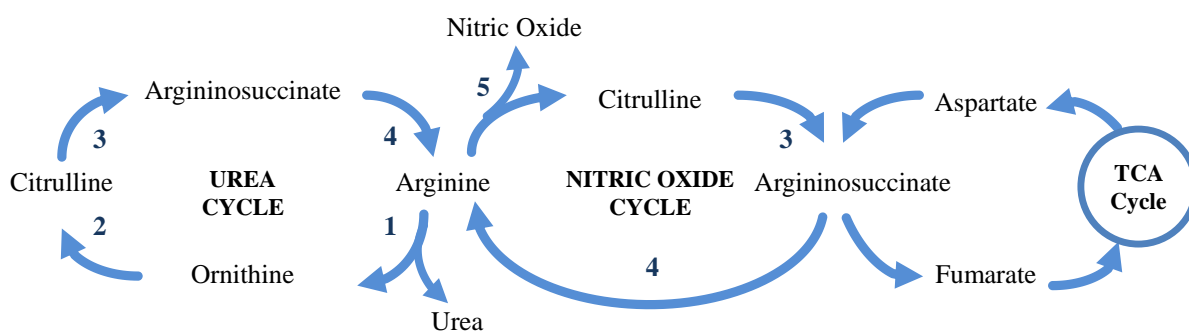 Nitric Oxide
Argininosuccinate
5
Citrulline
Aspartate
3
4
3
Citrulline
UREA
CYCLE
Arginine
NITRIC OXIDE
CYCLE
Argininosuccinate
TCA
Cycle
2
1
4
Ornithine
Fumarate
Urea